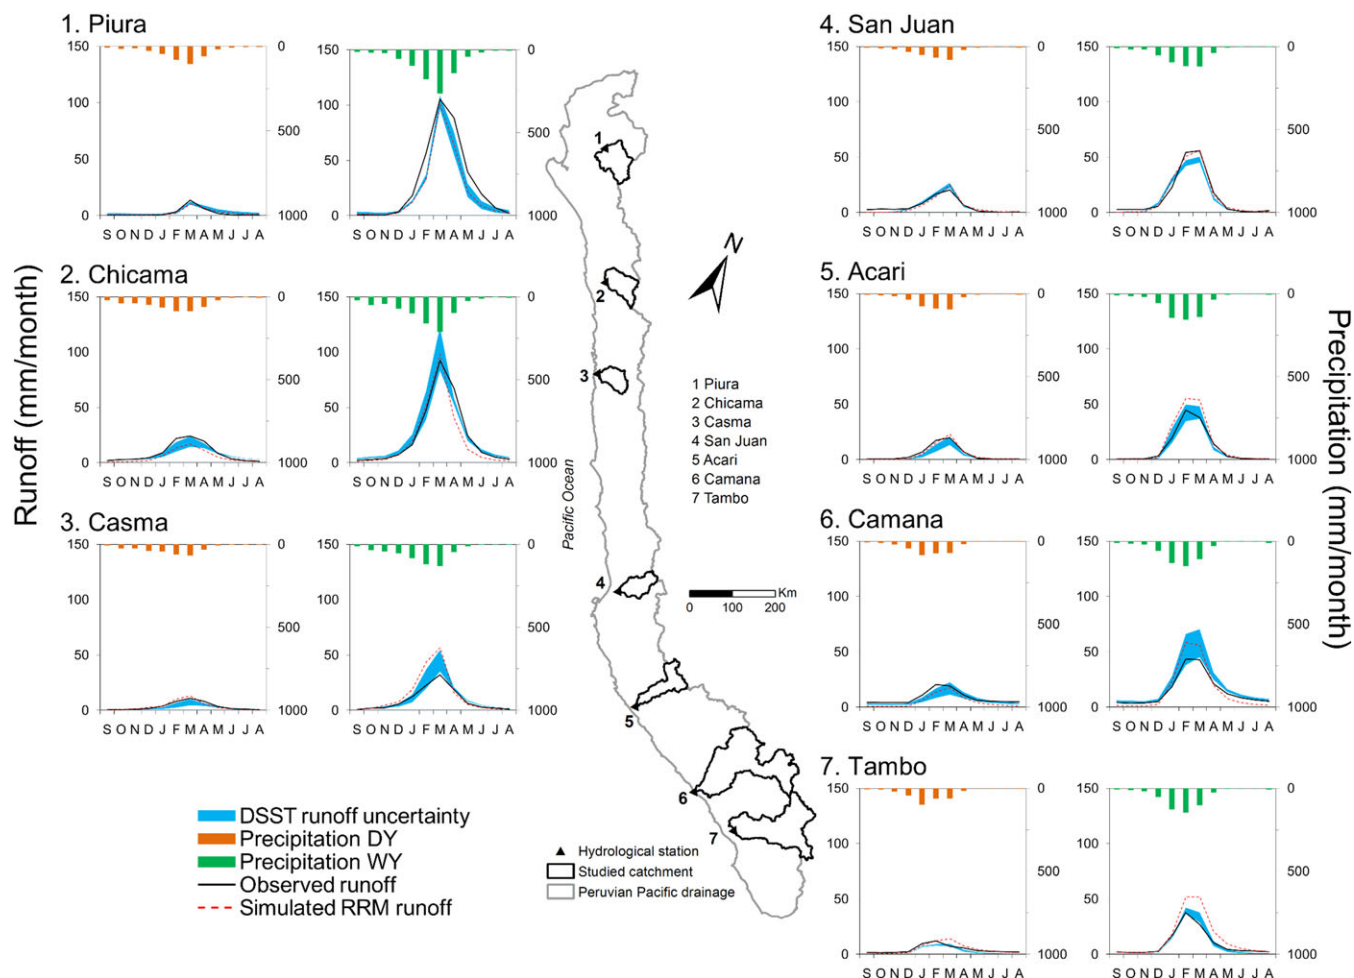 1. Piura
150 0 0
100
500 500
50
0 1000 1000
S O N D J F M A M J J A S O N D J F M A M J J A
2. Chicama
150 0 150 0
100 100
500 500
50 50
0 1000 0 1000
S O N D J F M A M J J A S O N D J F M A M J J A
3. Casma
150 0 150 0
100 100
500 500
50 50
0 1000 0 1000
S O N D J F M A M J J A S O N D J F M A M J J A
Runoff (mm/month)
DSST runoff uncertainty
Precipitation DY
Precipitation WY
Observed runoff
Simulated RRM runoff
N
1
2
3
4
5
6
7
Pacific Ocean
1 Piura
2 Chicama
3 Casma
4 San Juan
5 Acari
6 Camana
7 Tambo
Km
0 100 200
Hydrological station
Studied catchment
Peruvian Pacific drainage
4. San Juan
150 0 150 0
100 100
500 500
50 50
0 1000 0 1000
S O N D J F M A M J J A S O N D J F M A M J J A
5. Acari
150 0 150 0
100 100
500 500
50 50
0 1000 0 1000
S O N D J F M A M J J A S O N D J F M A M J J A
6. Camana
150 0 150 0
100 100
500 500
50 50
0 1000 0 1000
S O N D J F M A M J J A S O N D J F M A M J J A
7. Tambo
150 0 150 0
100 100
500 500
50 50
0 1000 0 1000
S O N D J F M A M J J A S O N D J F M A M J J A
Precipitation (mm/month)